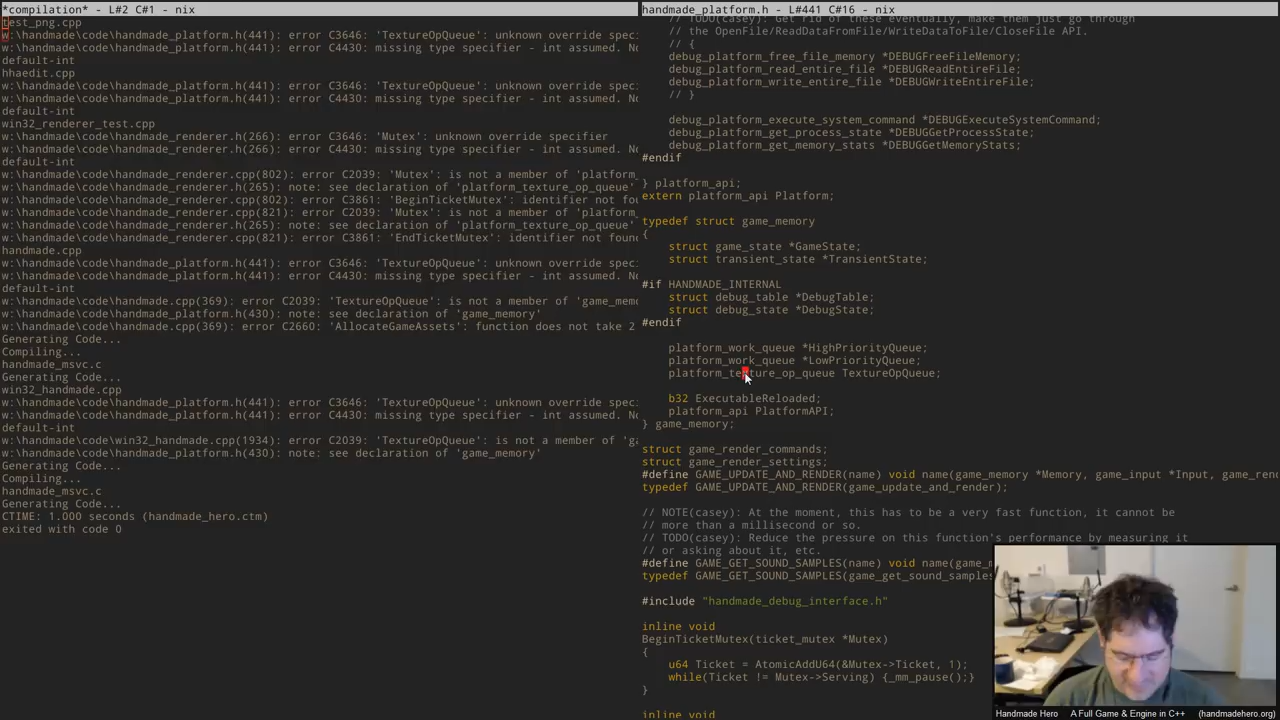 *compilation* - L#2 C#1 - nix
test_png.cpp
w:\handmade\code\handmade_platform.h(441): error C3646: 'TextureOpQueue': unknown override spec
w:\handmade\code\handmade_platform.h(441): error C4430: missing type specifier - int assumed. No
default-int
hhaedit.cpp
w:\handmade\code\handmade_platform.h(441): error C3646: 'TextureOpQueue': unknown override spec
w:\handmade\code\handmade_platform.h(441): error C4430: missing type specifier - int assumed. No
default-int
win32_renderer_test.cpp
w:\handmade\code\handmade_renderer.h(266): error C3646: 'Mutex': unknown override specifier
w:\handmade\code\handmade_renderer.h(266): error C4430: missing type specifier - int assumed. No
default-int
w:\handmade\code\handmade_renderer.cpp(802): error C2039: 'Mutex': is not a member of 'platform_
w:\handmade\code\handmade_renderer.h(265): note: see declaration of 'platform_texture_op_queue'
w:\handmade\code\handmade_renderer.cpp(802): error C3861: 'BeginTicketMutex': identifier not fou
w:\handmade\code\handmade_renderer.cpp(821): error C2039: 'Mutex': is not a member of 'platform_
w:\handmade\code\handmade_renderer.h(265): note: see declaration of 'platform_texture_op_queue'
w:\handmade\code\handmade_renderer.cpp(821): error C3861: 'EndTicketMutex': identifier not found
handmade.cpp
w:\handmade\code\handmade_platform.h(441): error C3646: 'TextureOpQueue': unknown override spec
w:\handmade\code\handmade_platform.h(441): error C4430: missing type specifier - int assumed. No
default-int
w:\handmade\code\handmade.cpp(369): error C2039: 'TextureOpQueue': is not a member of 'game_mem
w:\handmade\code\handmade_platform.h(430): note: see declaration of 'game_memory'
w:\handmade\code\handmade.cpp(369): error C2660: 'AllocateGameAssets': function does not take 2
Generating Code...
Compiling...
handmade_msvc.c
Generating Code...
win32_handmade.cpp
w:\handmade\code\handmade_platform.h(441): error C3646: 'TextureOpQueue': unknown override spec
w:\handmade\code\handmade_platform.h(441): error C4430: missing type specifier - int assumed. No
default-int
w:\handmade\code\win32_handmade.cpp(1934): error C2039: 'TextureOpQueue': is not a member of 'ga
w:\handmade\code\handmade_platform.h(430): note: see declaration of 'game_memory'
Generating Code...
Compiling...
handmade_msvc.c
Generating Code...
CTIME: 1.000 seconds (handmade_hero.ctm)
exited with code 0
handmade_platform.h - L#441 C#16 - nix
// TODO(casey): Get rid of these eventually, make them just go through
// the OpenFile/ReadDataFromFile/WriteDataToFile/CloseFile API.
// {
debug_platform_free_file_memory *DEBUGFreeFileMemory;
debug_platform_read_entire_file *DEBUGReadEntireFile;
debug_platform_write_entire_file *DEBUGWriteEntireFile;
// }
debug_platform_execute_system_command *DEBUGExecuteSystemCommand;
debug_platform_get_process_state *DEBUGGetProcessState;
debug_platform_get_memory_stats *DEBUGGetMemoryStats;
#endif
} platform_api;
extern platform_api Platform;
typedef struct game_memory
{
struct game_state *GameState;
struct transient_state *TransientState;
#if HANDMADE_INTERNAL
struct debug_table *DebugTable;
struct debug_state *DebugState;
#endif
platform_work_queue *HighPriorityQueue;
platform_work_queue *LowPriorityQueue;
platform_texture_op_queue TextureOpQueue;
b32 ExecutableReloaded;
platform_api PlatformAPI;
} game_memory;
struct game_render_commands;
struct game_render_settings;
#define GAME_UPDATE_AND_RENDER(name) void name(game_memory *Memory, game_input *Input, game_rend
typedef GAME_UPDATE_AND_RENDER(game_update_and_render);
// NOTE(casey): At the moment, this has to be a very fast function, it cannot be
// more than a millisecond or so.
// TODO(casey): Reduce the pressure on this function's performance by measuring it
// or asking about it, etc.
#define GAME_GET_SOUND_SAMPLES(name) void name(game_m
typedef GAME_GET_SOUND_SAMPLES(game_get_sound_samples
#include "handmade_debug_interface.h"
inline void
BeginTicketMutex(ticket_mutex *Mutex)
{
u64 Ticket = AtomicAddU64(&Mutex->Ticket, 1);
while(Ticket != Mutex->Serving) {_mm_pause();}
}
inline void
Handmade Hero A Full Game & Engine in C++ (handmadehero.org)